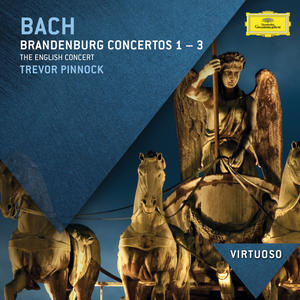 BACH
BRANDENBURG CONCERTOS 1 – 3
THE ENGLISH CONCERT
TREVOR PINNOCK
Deutsche
Grammophon
VIRTUOSO